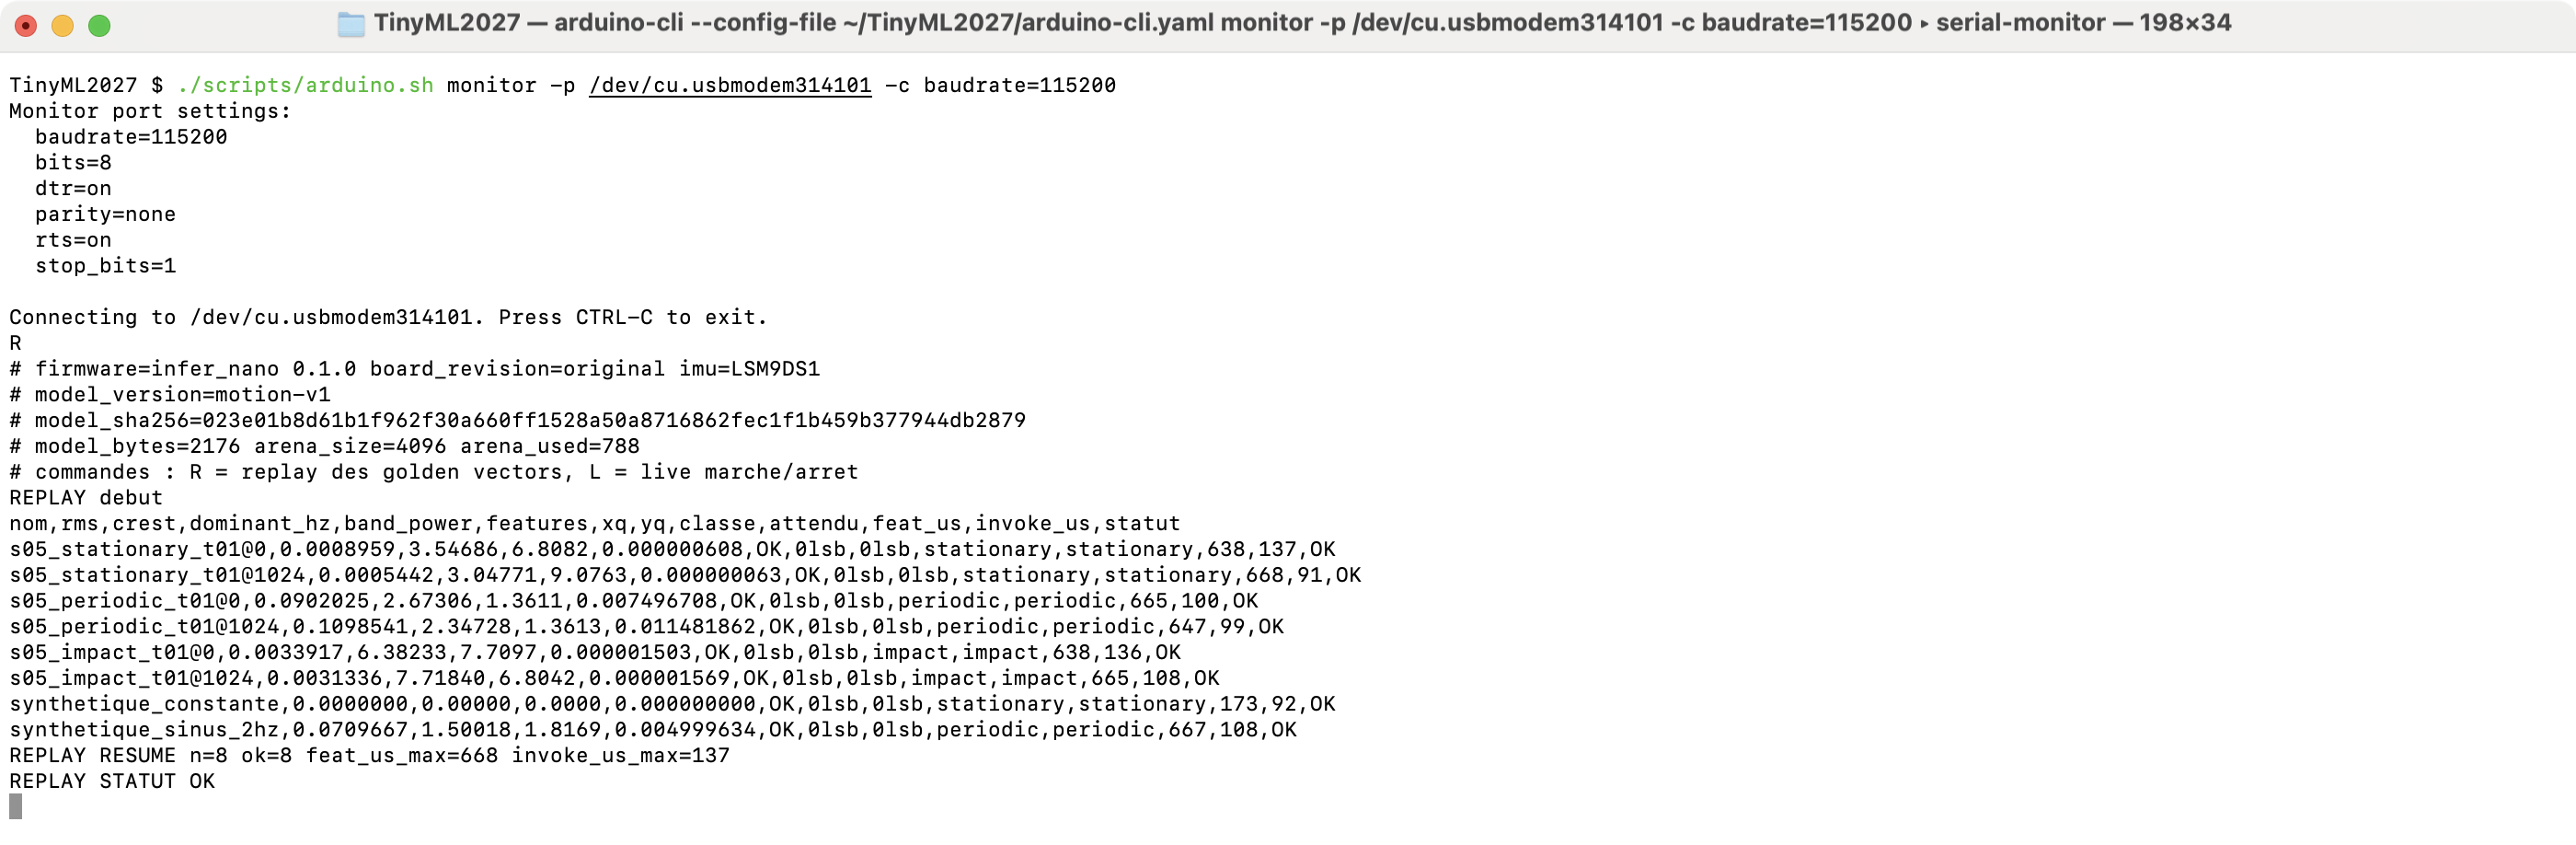 TinyML2027 — arduino-cli --config-file ~/TinyML2027/arduino-cli.yaml monitor -p /dev/cu.usbmodem314101 -c baudrate=115200 ▸ serial-monitor — 198×34
TinyML2027 $ ./scripts/arduino.sh monitor -p /dev/cu.usbmodem314101 -c baudrate=115200
Monitor port settings:
  baudrate=115200
  bits=8
  dtr=on
  parity=none
  rts=on
  stop_bits=1

Connecting to /dev/cu.usbmodem314101. Press CTRL-C to exit.
R
# firmware=infer_nano 0.1.0 board_revision=original imu=LSM9DS1
# model_version=motion-v1
# model_sha256=023e01b8d61b1f962f30a660ff1528a50a8716862fec1f1b459b377944db2879
# model_bytes=2176 arena_size=4096 arena_used=788
# commandes : R = replay des golden vectors, L = live marche/arret
REPLAY debut
nom,rms,crest,dominant_hz,band_power,features,xq,yq,classe,attendu,feat_us,invoke_us,statut
s05_stationary_t01@0,0.0008959,3.54686,6.8082,0.000000608,OK,0lsb,0lsb,stationary,stationary,638,137,OK
s05_stationary_t01@1024,0.0005442,3.04771,9.0763,0.000000063,OK,0lsb,0lsb,stationary,stationary,668,91,OK
s05_periodic_t01@0,0.0902025,2.67306,1.3611,0.007496708,OK,0lsb,0lsb,periodic,periodic,665,100,OK
s05_periodic_t01@1024,0.1098541,2.34728,1.3613,0.011481862,OK,0lsb,0lsb,periodic,periodic,647,99,OK
s05_impact_t01@0,0.0033917,6.38233,7.7097,0.000001503,OK,0lsb,0lsb,impact,impact,638,136,OK
s05_impact_t01@1024,0.0031336,7.71840,6.8042,0.000001569,OK,0lsb,0lsb,impact,impact,665,108,OK
synthetique_constante,0.0000000,0.00000,0.0000,0.000000000,OK,0lsb,0lsb,stationary,stationary,173,92,OK
synthetique_sinus_2hz,0.0709667,1.50018,1.8169,0.004999634,OK,0lsb,0lsb,periodic,periodic,667,108,OK
REPLAY RESUME n=8 ok=8 feat_us_max=668 invoke_us_max=137
REPLAY STATUT OK